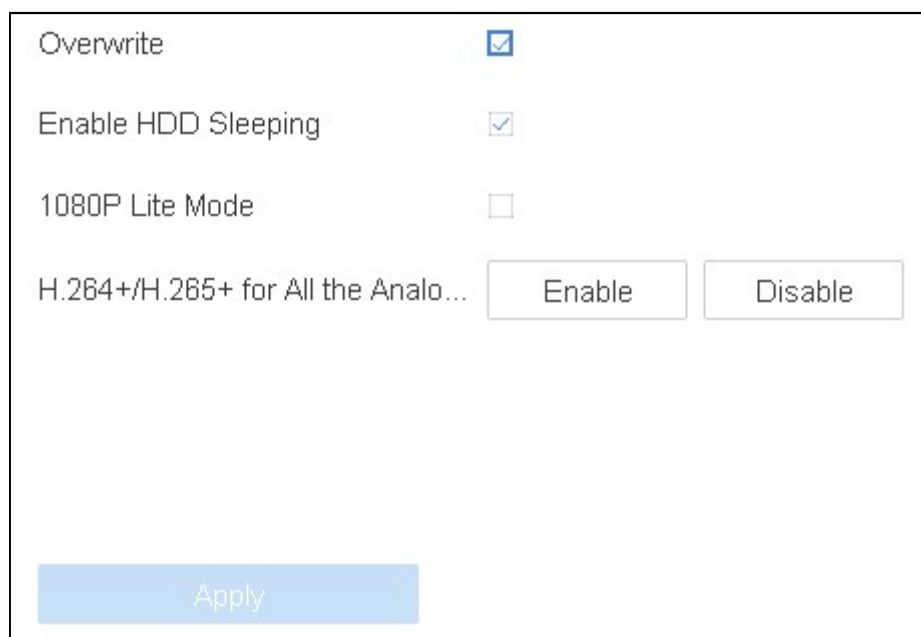 Overwrite
Enable HDD Sleeping
1080P Lite Mode
H.264+/H.265+ for All the Analo... Enable Disable
Apply